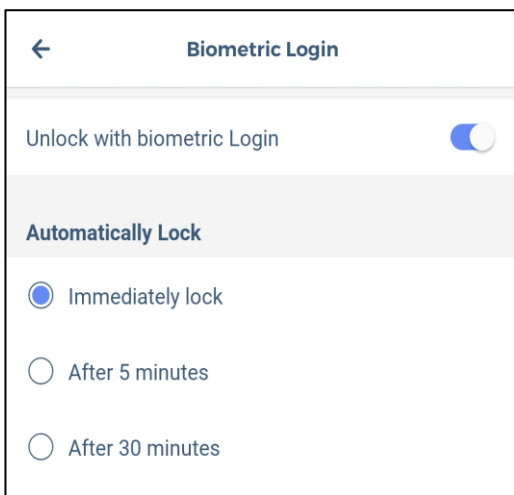 Biometric Login
Unlock with biometric Login
Automatically Lock
Immediately lock
After 5 minutes
After 30 minutes